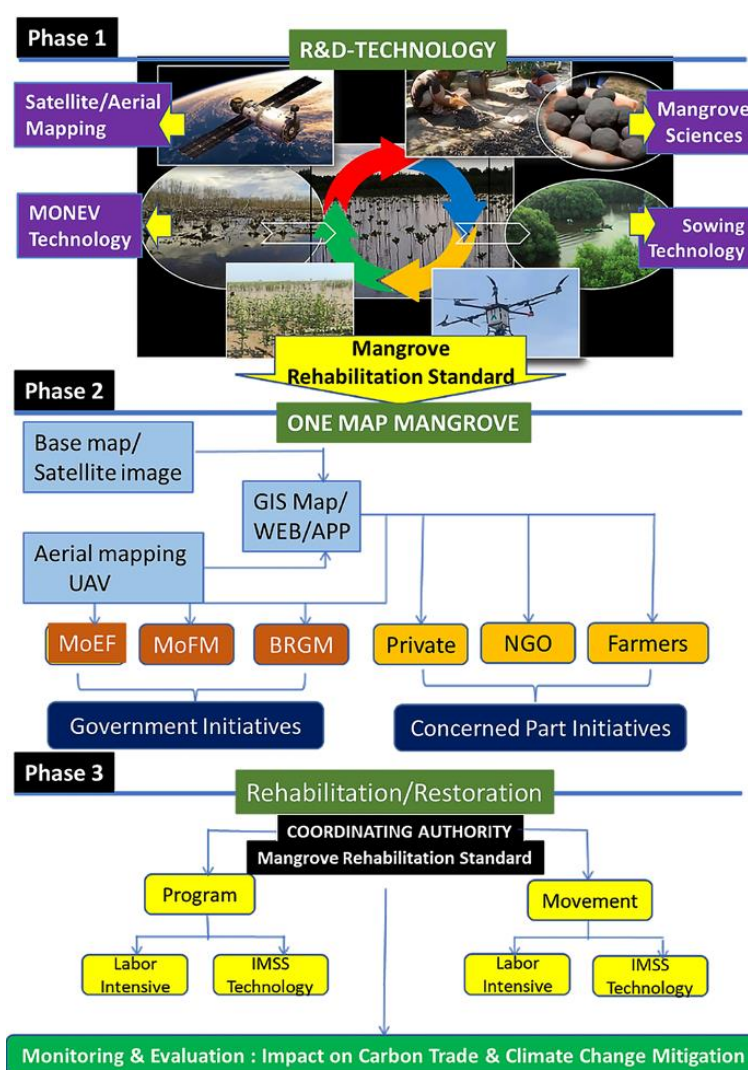 Phase 1
R&D-TECHNOLOGY
Satellite/Aerial
Mapping
Mangrove
Sciences
MONEV
Technology
Sowing
Technology
Mangrove
Rehabilitation Standard
Phase 2
ONE MAP MANGROVE
Base map/
Satellite image
GIS Map/
WEB/APP
Aerial mapping
UAV
MoEF
MoFM
BRGM
Private
NGO
Farmers
Government Initiatives
Concerned Part Initiatives
Phase 3
Rehabilitation/Restoration
COORDINATING AUTHORITY
Mangrove Rehabilitation Standard
Program
Movement
Labor
Intensive
IMSS
Technology
Labor
Intensive
IMSS
Technology
Monitoring & Evaluation : Impact on Carbon Trade & Climate Change Mitigation